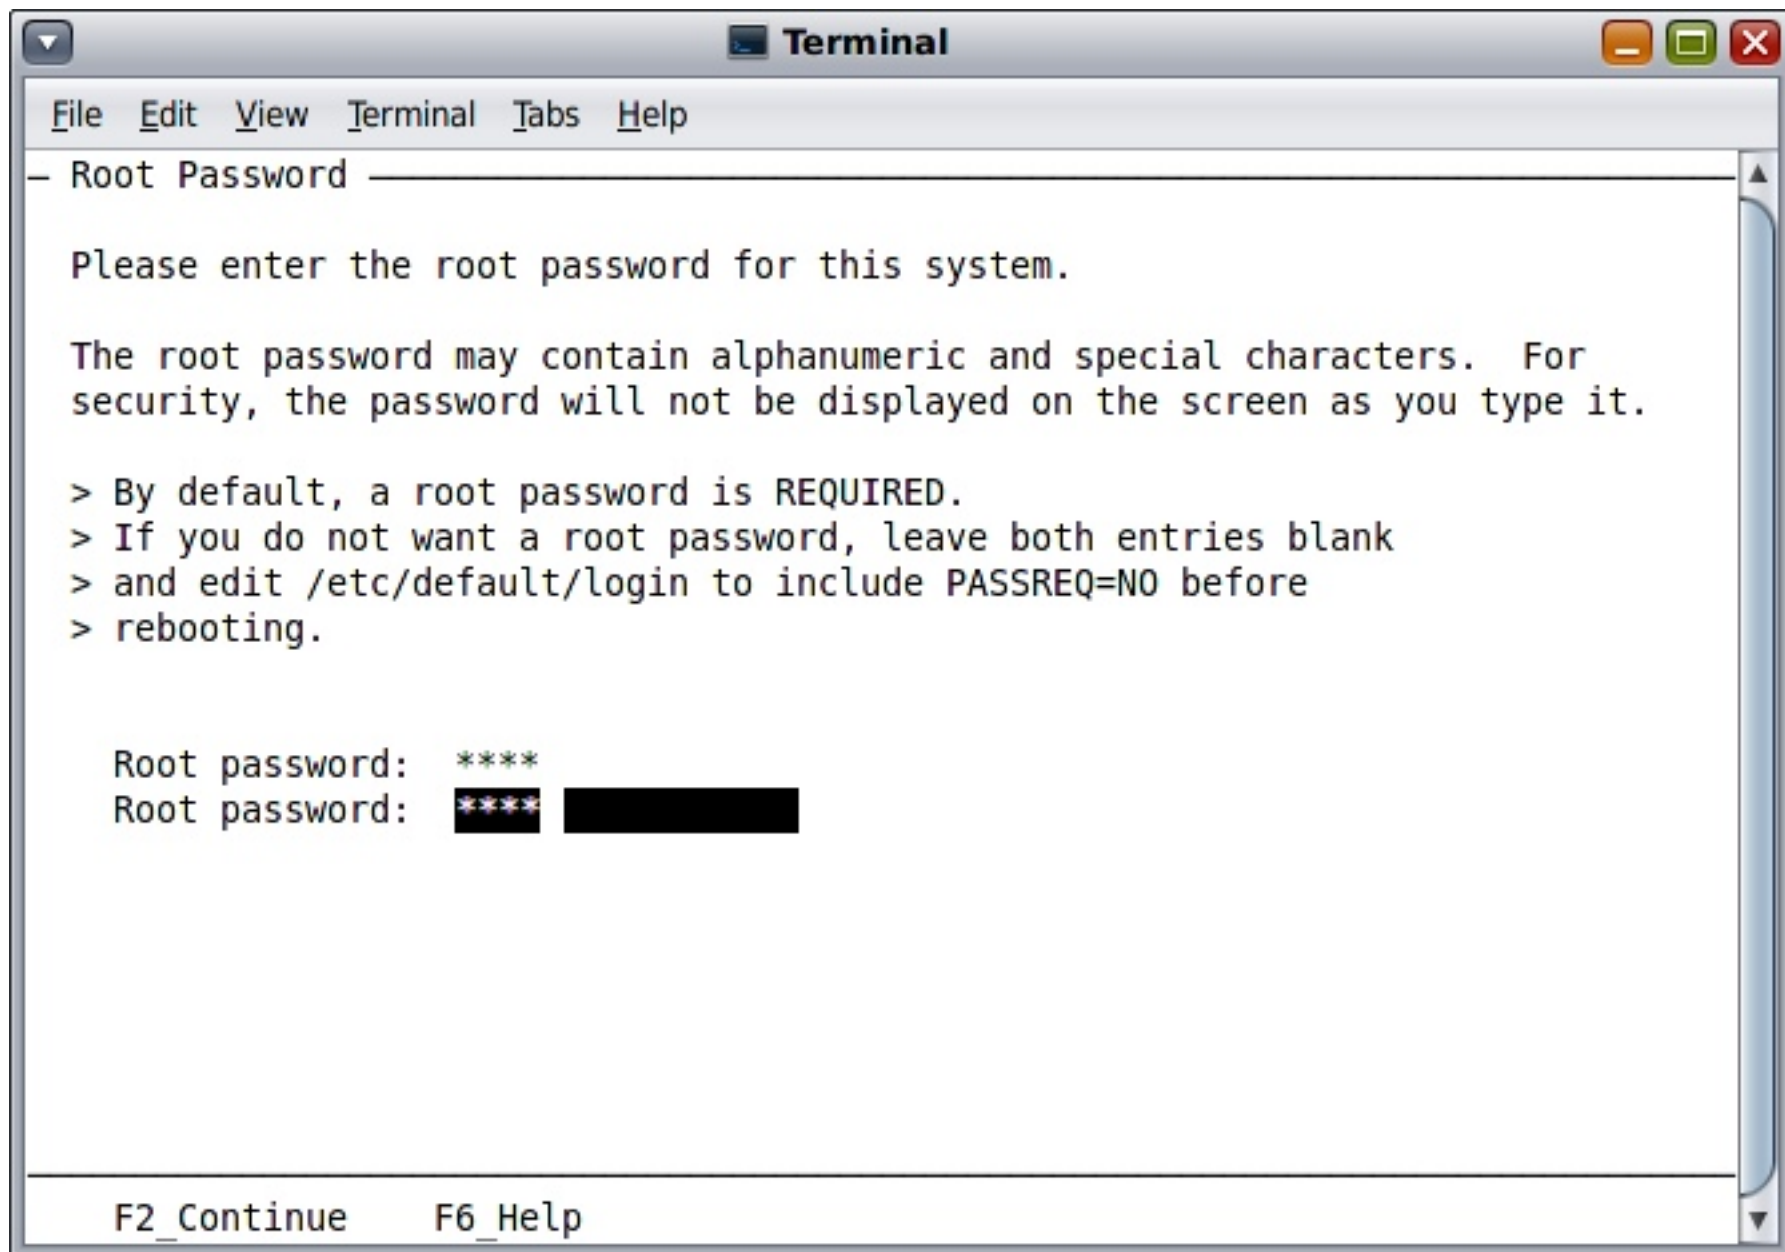 Terminal
File Edit View Terminal Tabs Help
Root Password
Please enter the root password for this system.
The root password may contain alphanumeric and special characters.  For
security, the password will not be displayed on the screen as you type it.
> By default, a root password is REQUIRED.
> If you do not want a root password, leave both entries blank
> and edit /etc/default/login to include PASSREQ=NO before
> rebooting.
Root password:  ****
Root password:  ****
F2_Continue    F6_Help